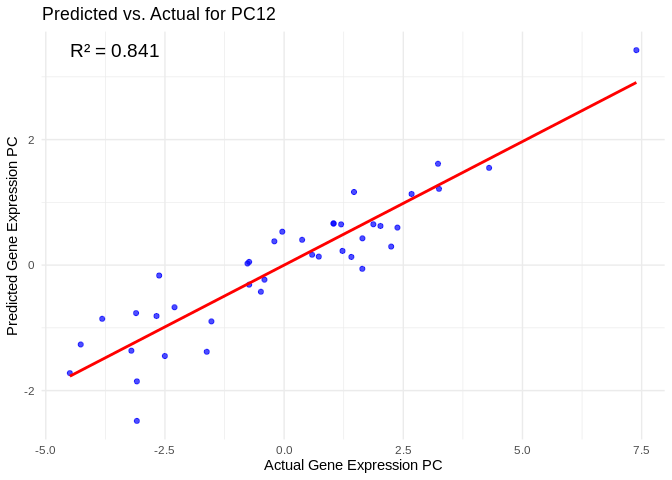 Predicted vs. Actual for PC12
R² = 0.841
Predicted Gene Expression PC
2
0
-2
-5.0 -2.5 0.0 2.5 5.0 7.5
Actual Gene Expression PC